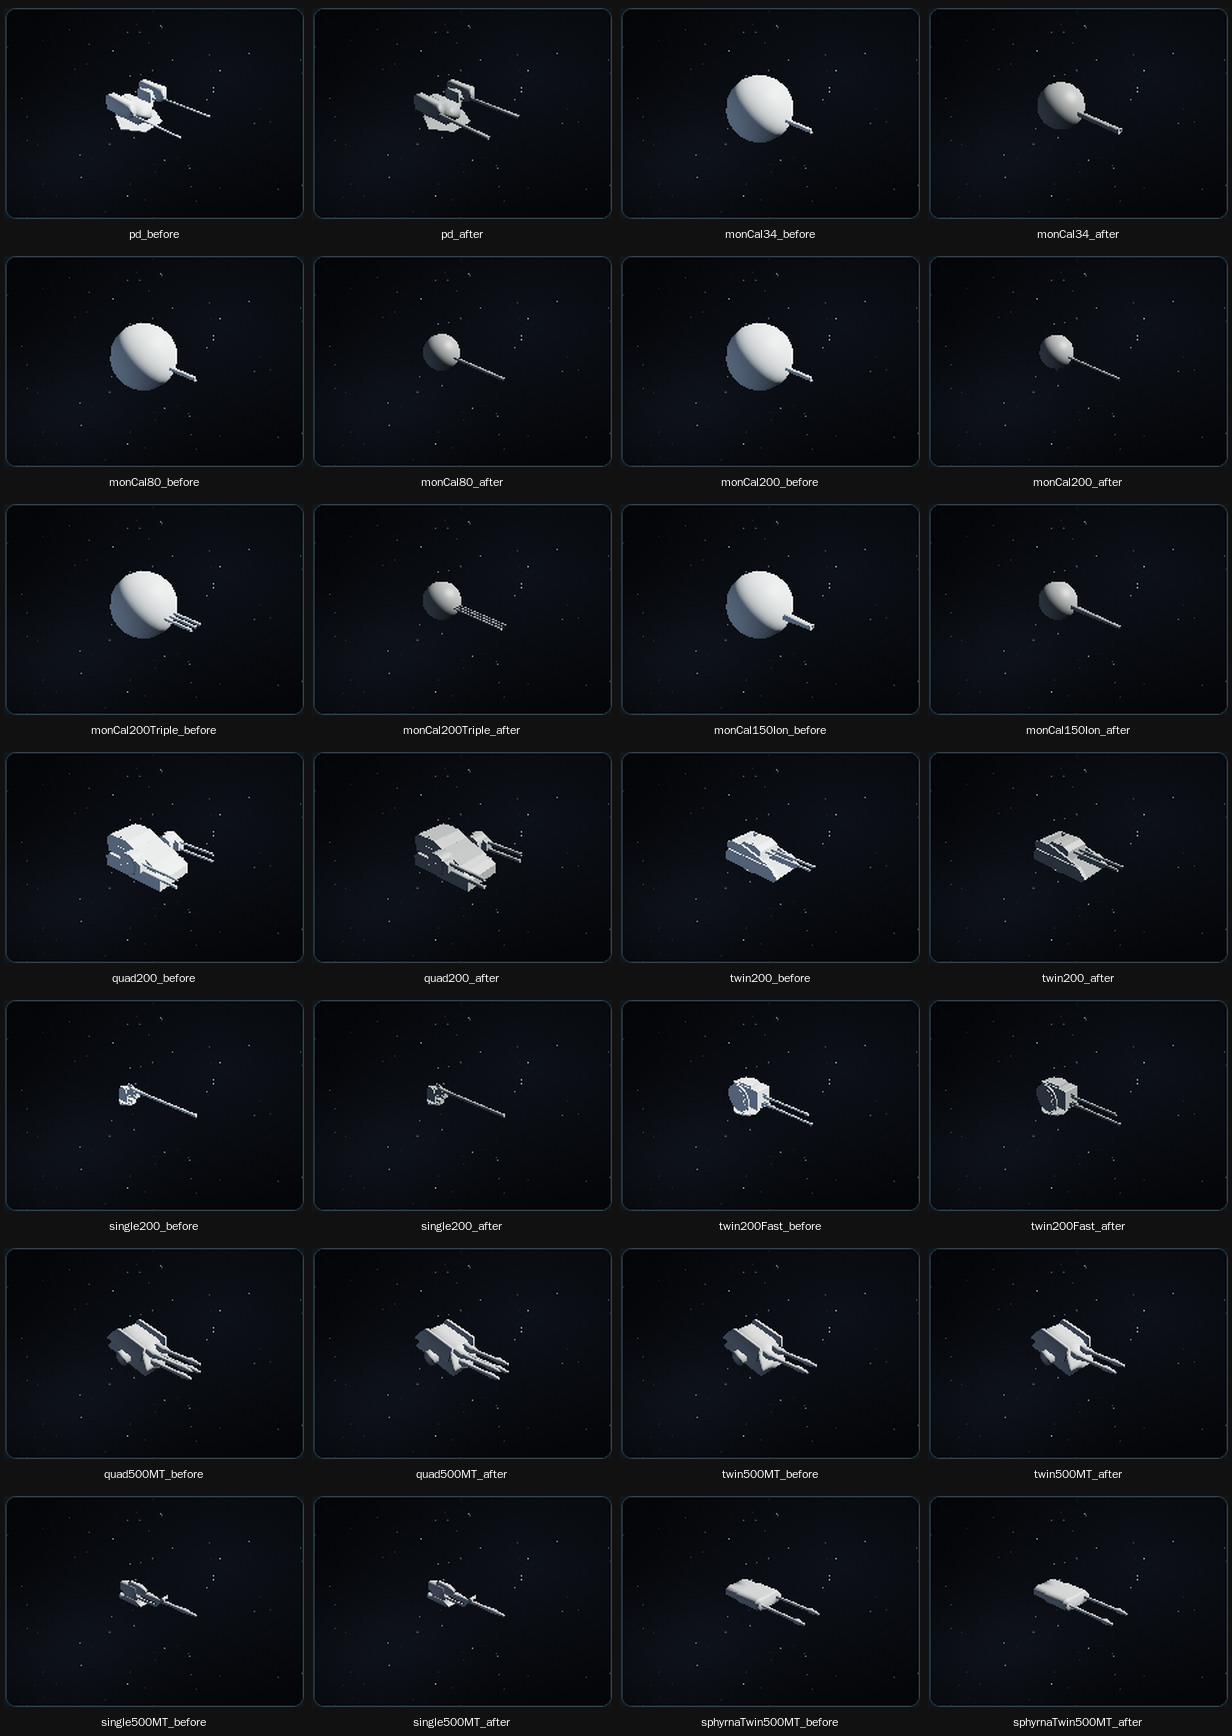 pd_before
pd_after
monCal34_before
monCal34_after
monCal80_before
monCal80_after
monCal200_before
monCal200_after
monCal200Triple_before
monCal200Triple_after
monCal150Ion_before
monCal150Ion_after
quad200_before
quad200_after
twin200_before
twin200_after
single200_before
single200_after
twin200Fast_before
twin200Fast_after
quad500MT_before
quad500MT_after
twin500MT_before
twin500MT_after
single500MT_before
single500MT_after
sphyrnaTwin500MT_before
sphyrnaTwin500MT_after